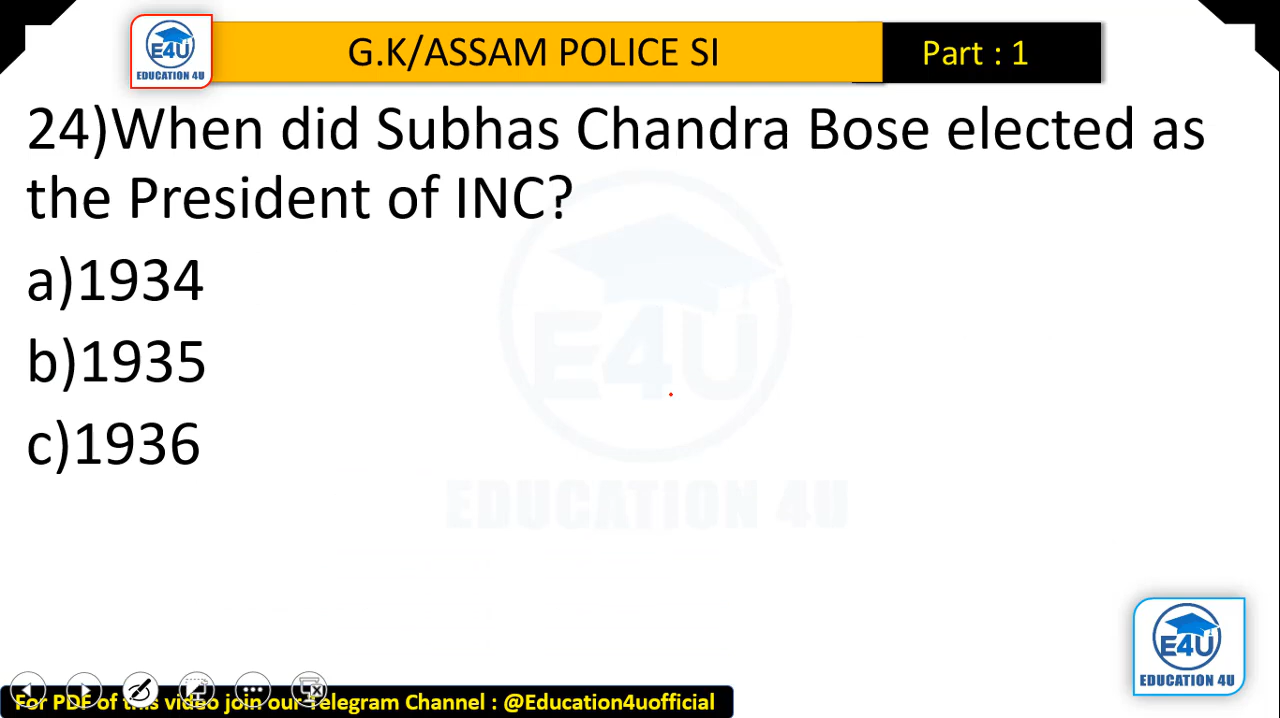 E4U
EDUCATION 4U
G.K/ASSAM POLICE SI
Part : 1
24)When did Subhas Chandra Bose elected as
the President of INC?
a)1934
b)1935
c)1936
E4U
EDUCATION 4U
E4U
EDUCATION 4U
For PDF of this video join our Telegram Channel : @Education4uofficial